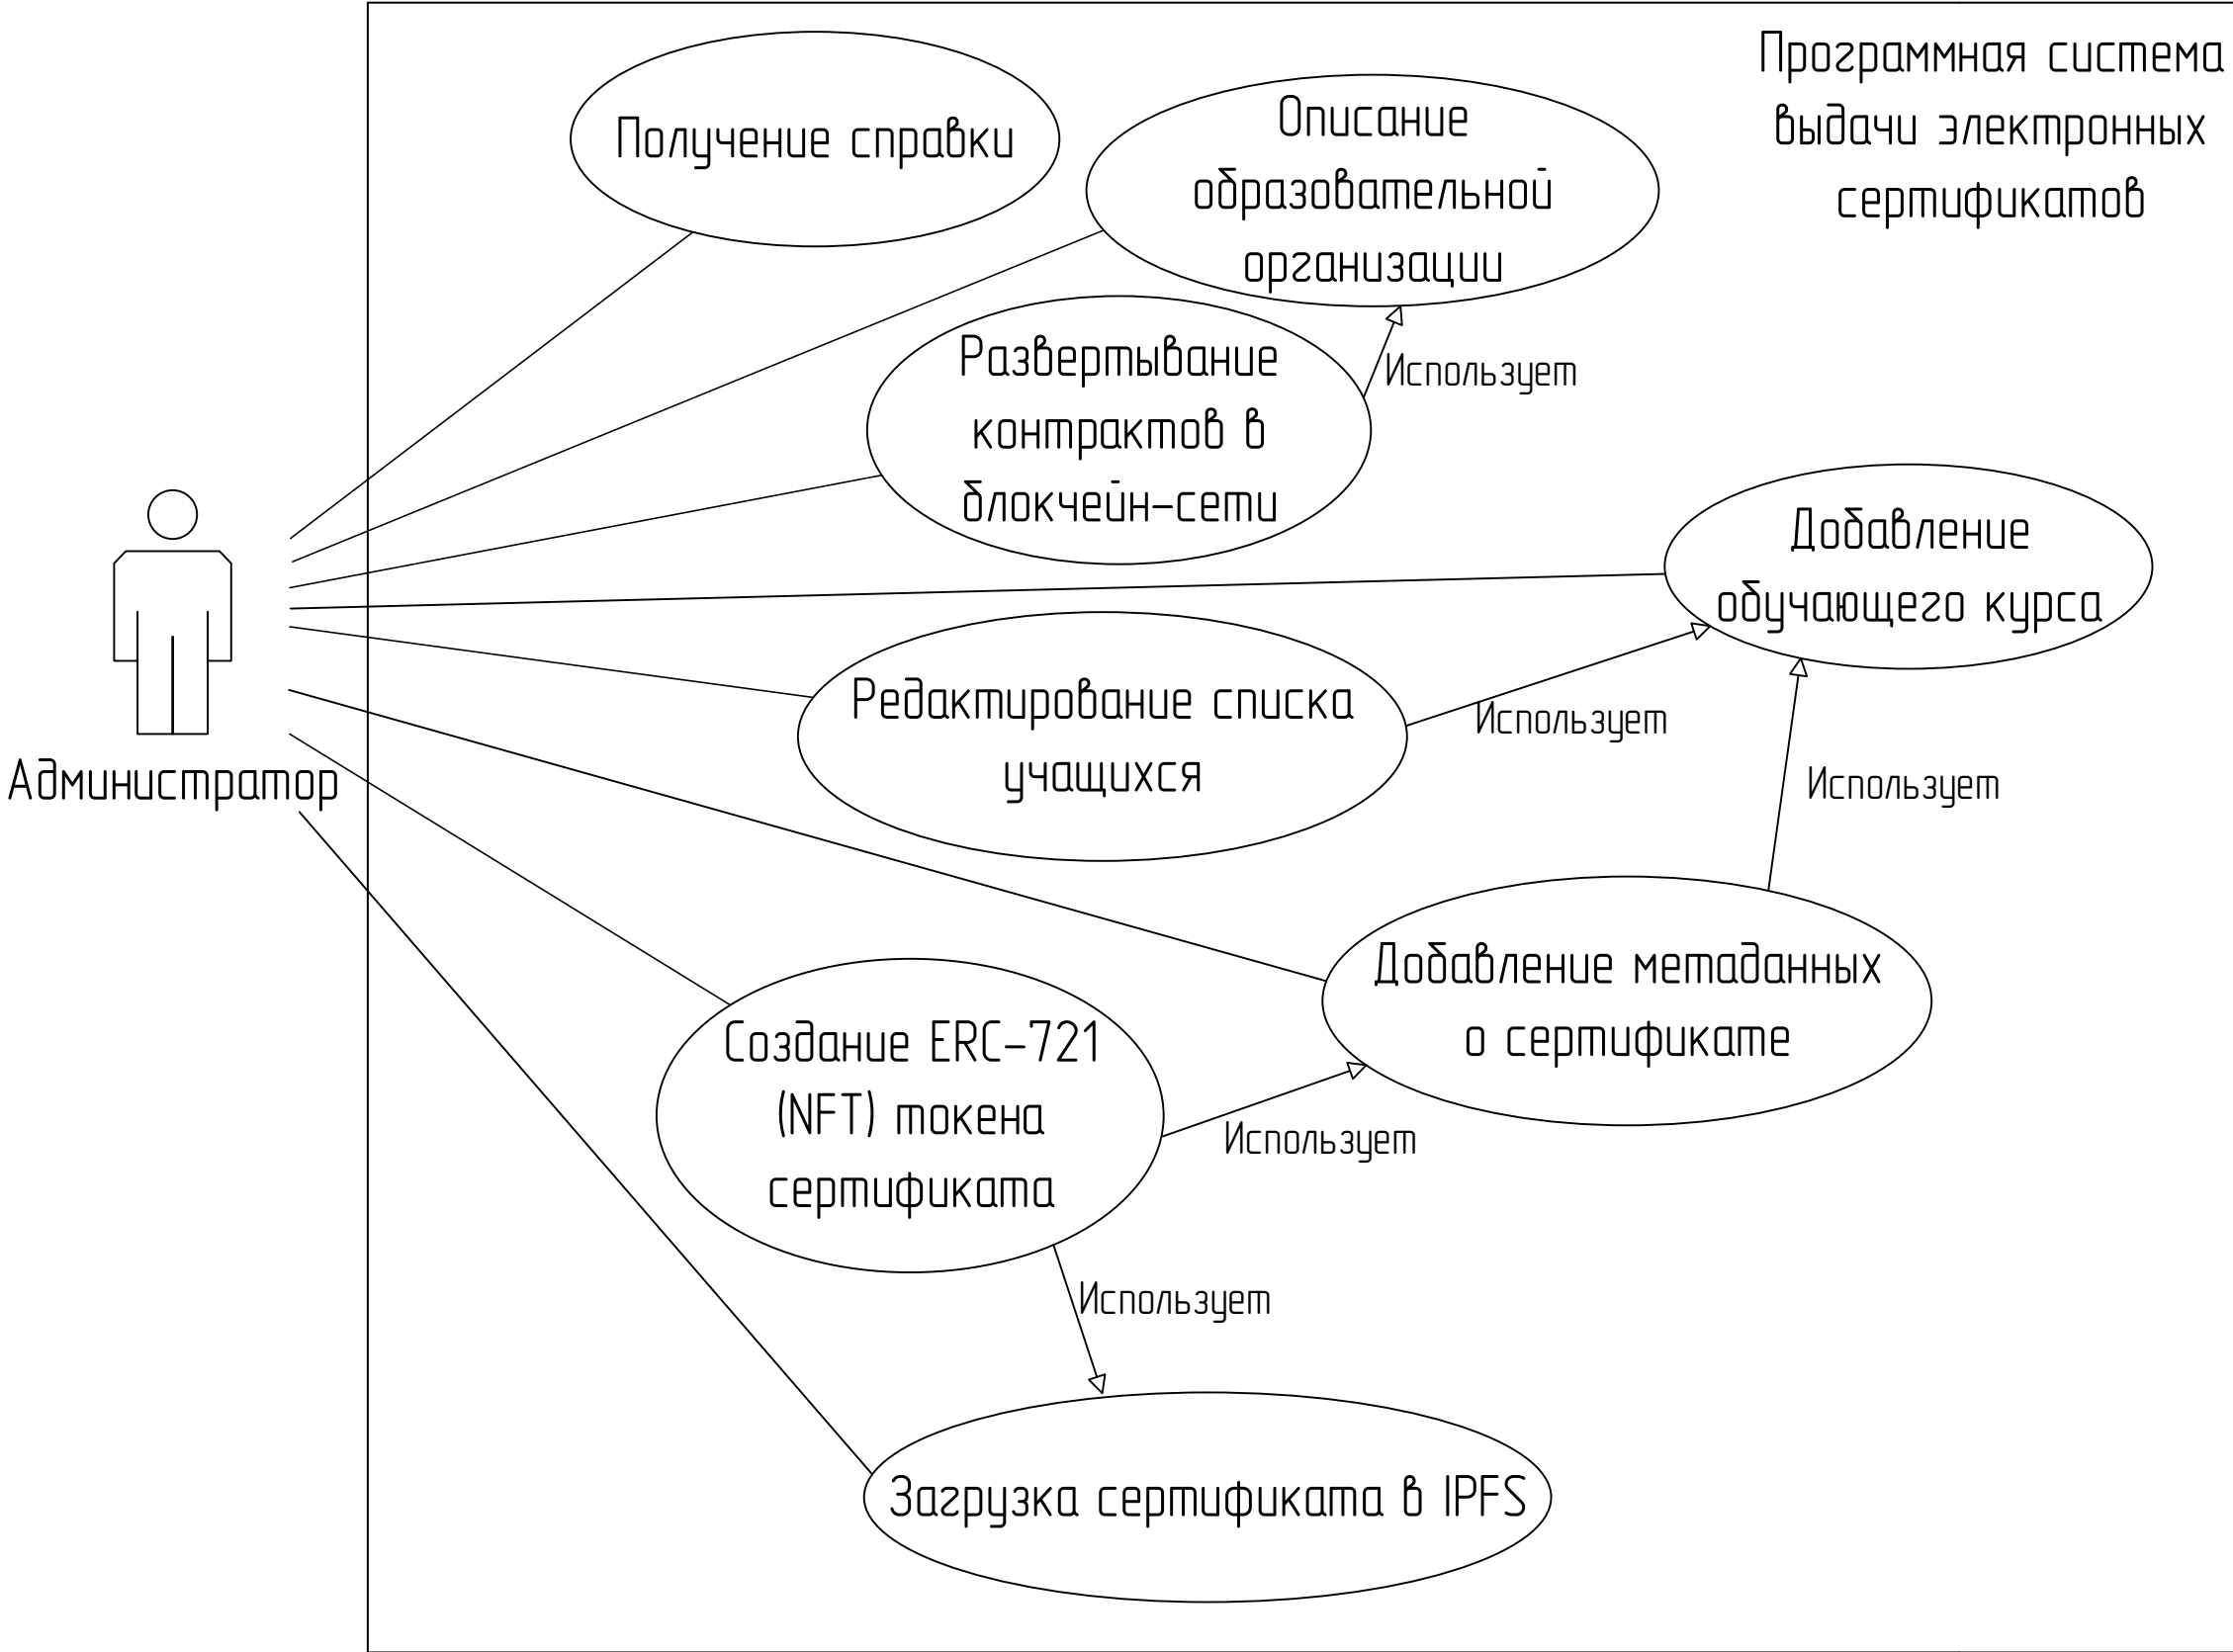 Программная система
выдачи электронных
сертификатов
Получение справки
Описание
образовательной
организации
Развертывание
контрактов в
блокчейн-сети
Использует
Добавление
обучающего курса
Редактирование списка
учащихся
Использует
Использует
Администратор
Добавление метаданных
о сертификате
Создание ERC-721
(NFT) токена
сертификата
Использует
Использует
Загрузка сертификата в IPFS